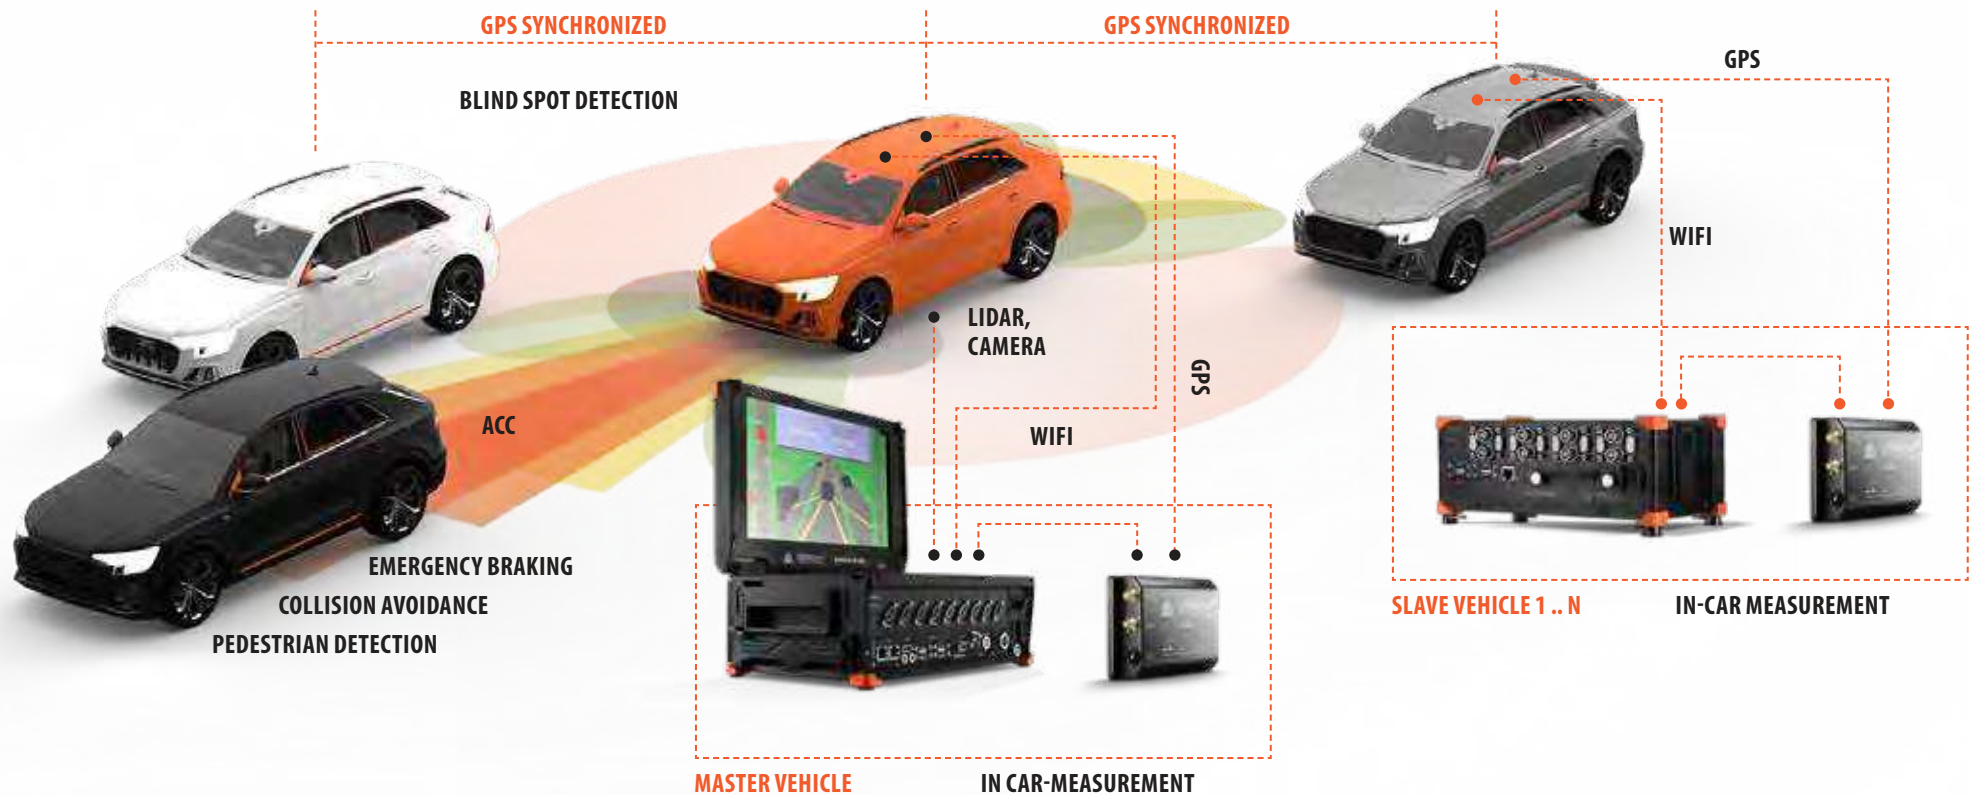 GPS SYNCHRONIZED
GPS SYNCHRONIZED
GPS
BLIND SPOT DETECTION
WIFI
LIDAR,
CAMERA
GPS
ACC
WIFI
EMERGENCY BRAKING
COLLISION AVOIDANCE
PEDESTRIAN DETECTION
SLAVE VEHICLE 1 .. N
IN-CAR MEASUREMENT
MASTER VEHICLE
IN CAR-MEASUREMENT